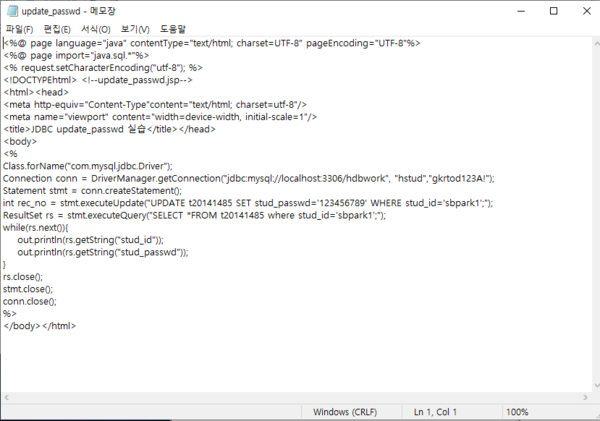 update_passwd - 메모장
파일(F) 편집(E) 서식(O) 보기(V) 도움말
<%@ page language="java" contentType="text/html; charset=UTF-8" pageEncoding="UTF-8"%>
<%@ page import="java.sql.*"%>
<% request.setCharacterEncoding("utf-8"); %>
<!DOCTYPEhtml> <!--update_passwd.jsp-->
<html><head>
<meta http-equiv="Content-Type"content="text/html; charset=utf-8"/>
<meta name="viewport" content="width=device-width, initial-scale=1"/>
<title>JDBC update_passwd 실습</title></head>
<body>
<%
Class.forName("com.mysql.jdbc.Driver");
Connection conn = DriverManager.getConnection("jdbc:mysql://localhost:3306/hdbwork", "hstud","gkrtod123A!");
Statement stmt = conn.createStatement();
int rec_no = stmt.executeUpdate("UPDATE t20141485 SET stud_passwd='123456789' WHERE stud_id='sbpark1';");
ResultSet rs = stmt.executeQuery("SELECT *FROM t20141485 where stud_id='sbpark1';");
while(rs.next()){
out.println(rs.getString("stud_id"));
out.println(rs.getString("stud_passwd"));
}
rs.close();
stmt.close();
conn.close();
%>
</body></html>
Windows (CRLF) Ln 1, Col 1 100%